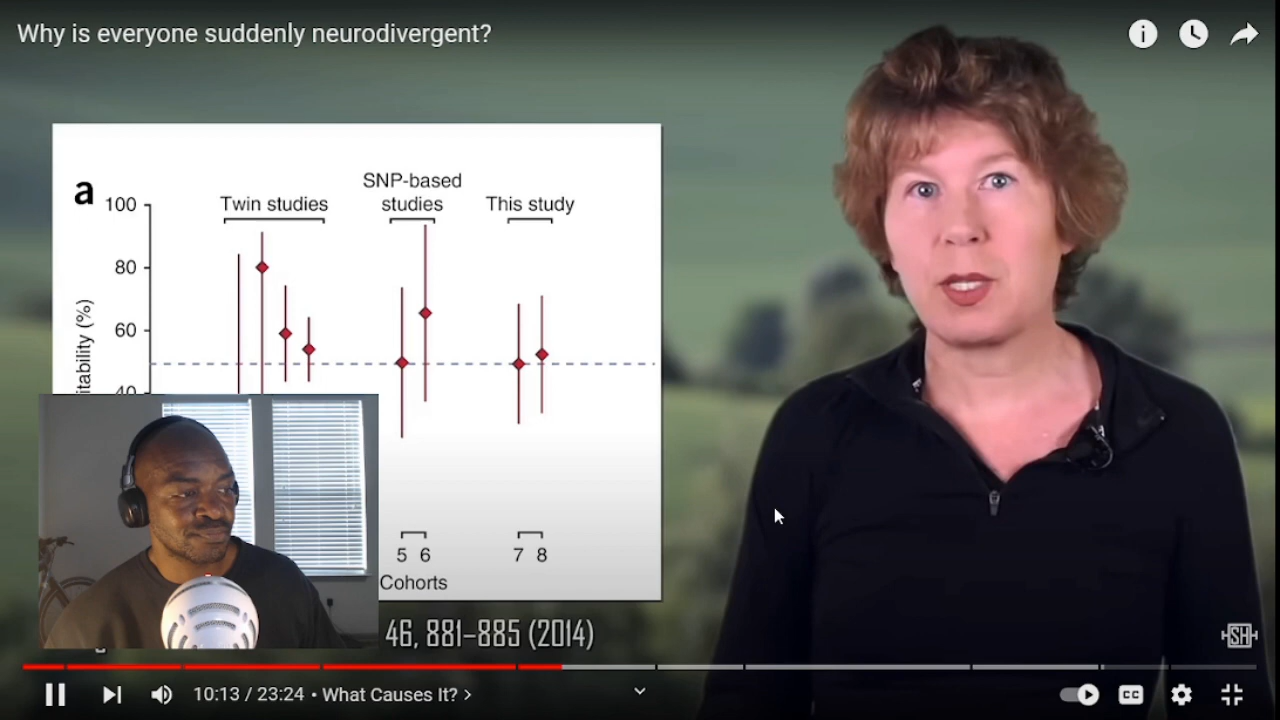 Why is everyone suddenly neurodivergent?
a
SNP-based
Twin studies
studies
This study
100
80
60
40
itability (%)
5 6
7 8
Cohorts
46, 881–885 (2014)
SH
10:13 / 23:24 • What Causes It? >
CC